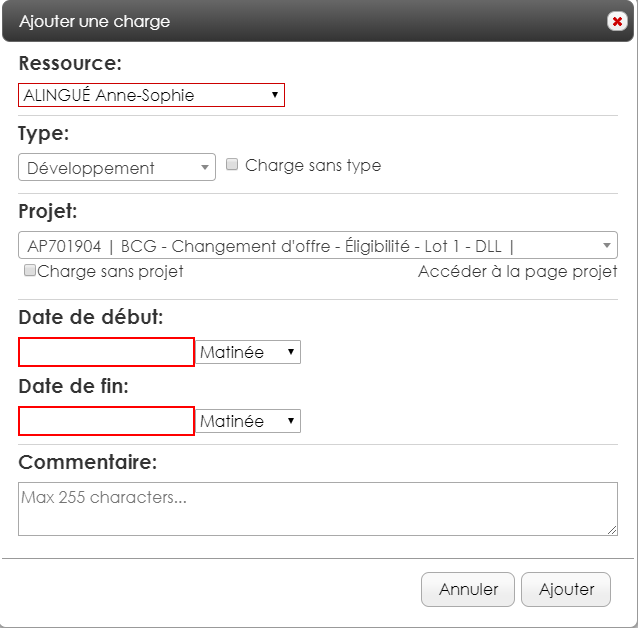 Ajouter une charge
Ressource:
ALINGUÉ Anne-Sophie
Type:
Développement
Charge sans type
Projet:
AP701904 | BCG - Changement d'offre - Éligibilité - Lot 1 - DLL |
Charge sans projet
Accéder à la page projet
Date de début:
Matinée
Date de fin:
Matinée
Commentaire:
Max 255 characters...
Annuler
Ajouter